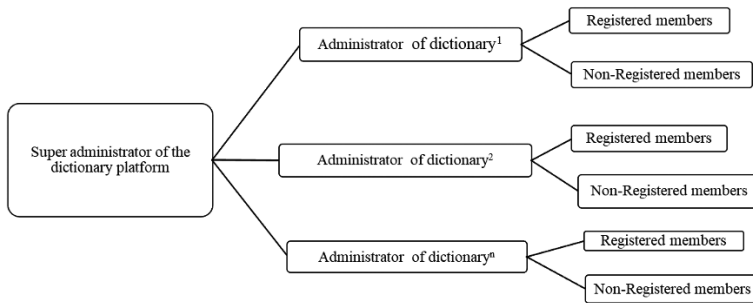 Registered members
Administrator of dictionary¹
Non-Registered members
Super administrator of the
dictionary platform
Registered members
Administrator of dictionary²
Non-Registered members
Registered members
Administrator of dictionaryⁿ
Non-Registered members